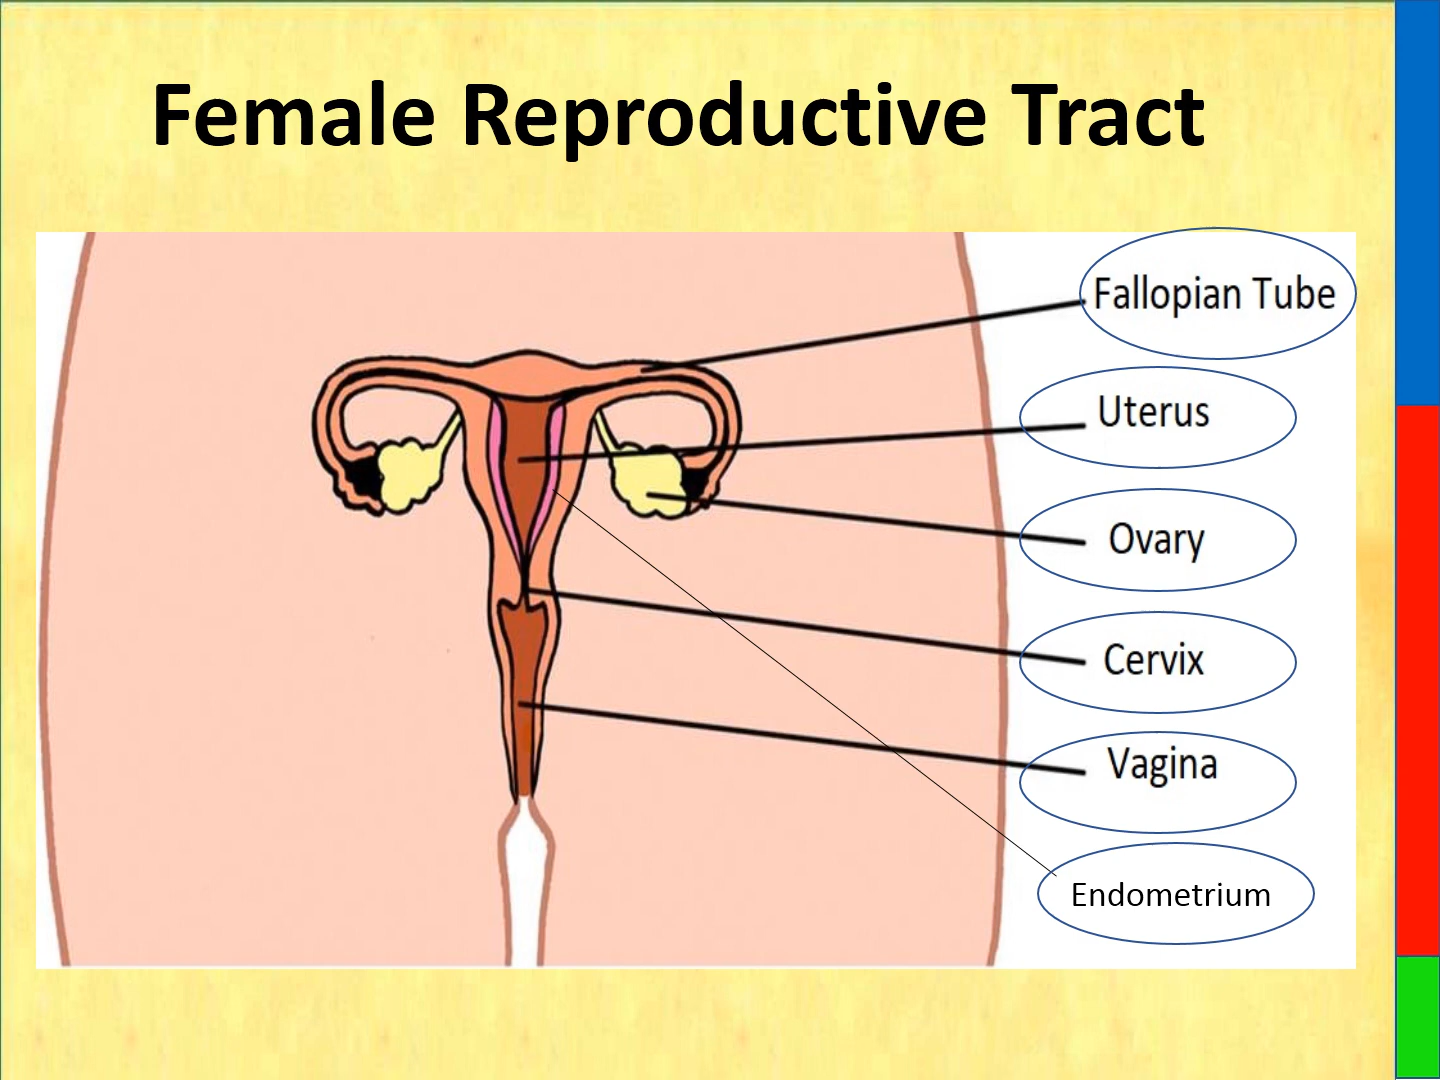 Female Reproductive Tract
Fallopian Tube
Uterus
Ovary
Cervix
Vagina
Endometrium